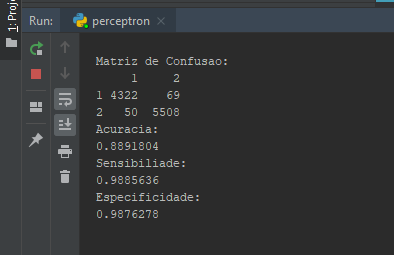 1: Proj
Run: perceptron
Matriz de Confusao:
1 2
1 4322 69
2 50 5508
Acuracia:
0.8891804
Sensibiliade:
0.9885636
Especificidade:
0.9876278